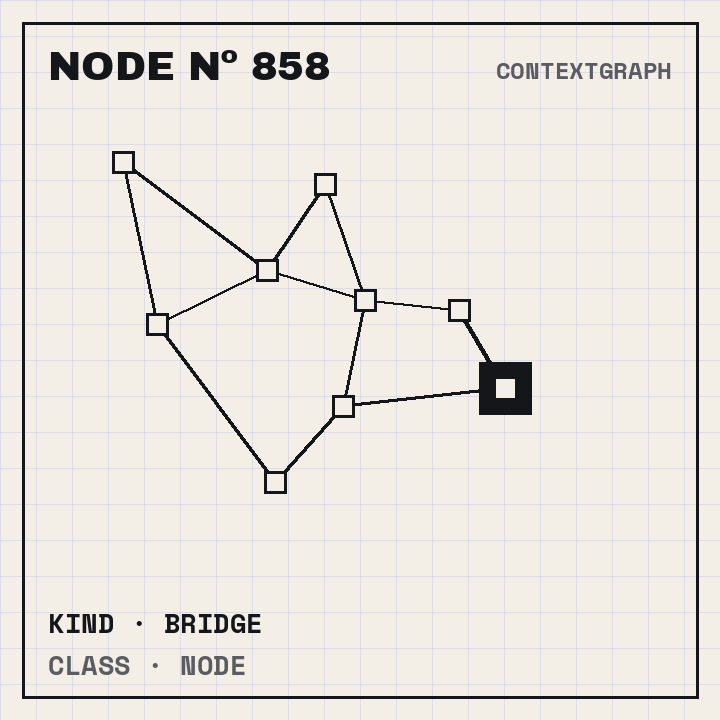 NODE Nº 858
CONTEXTGRAPH
KIND · BRIDGE
CLASS · NODE